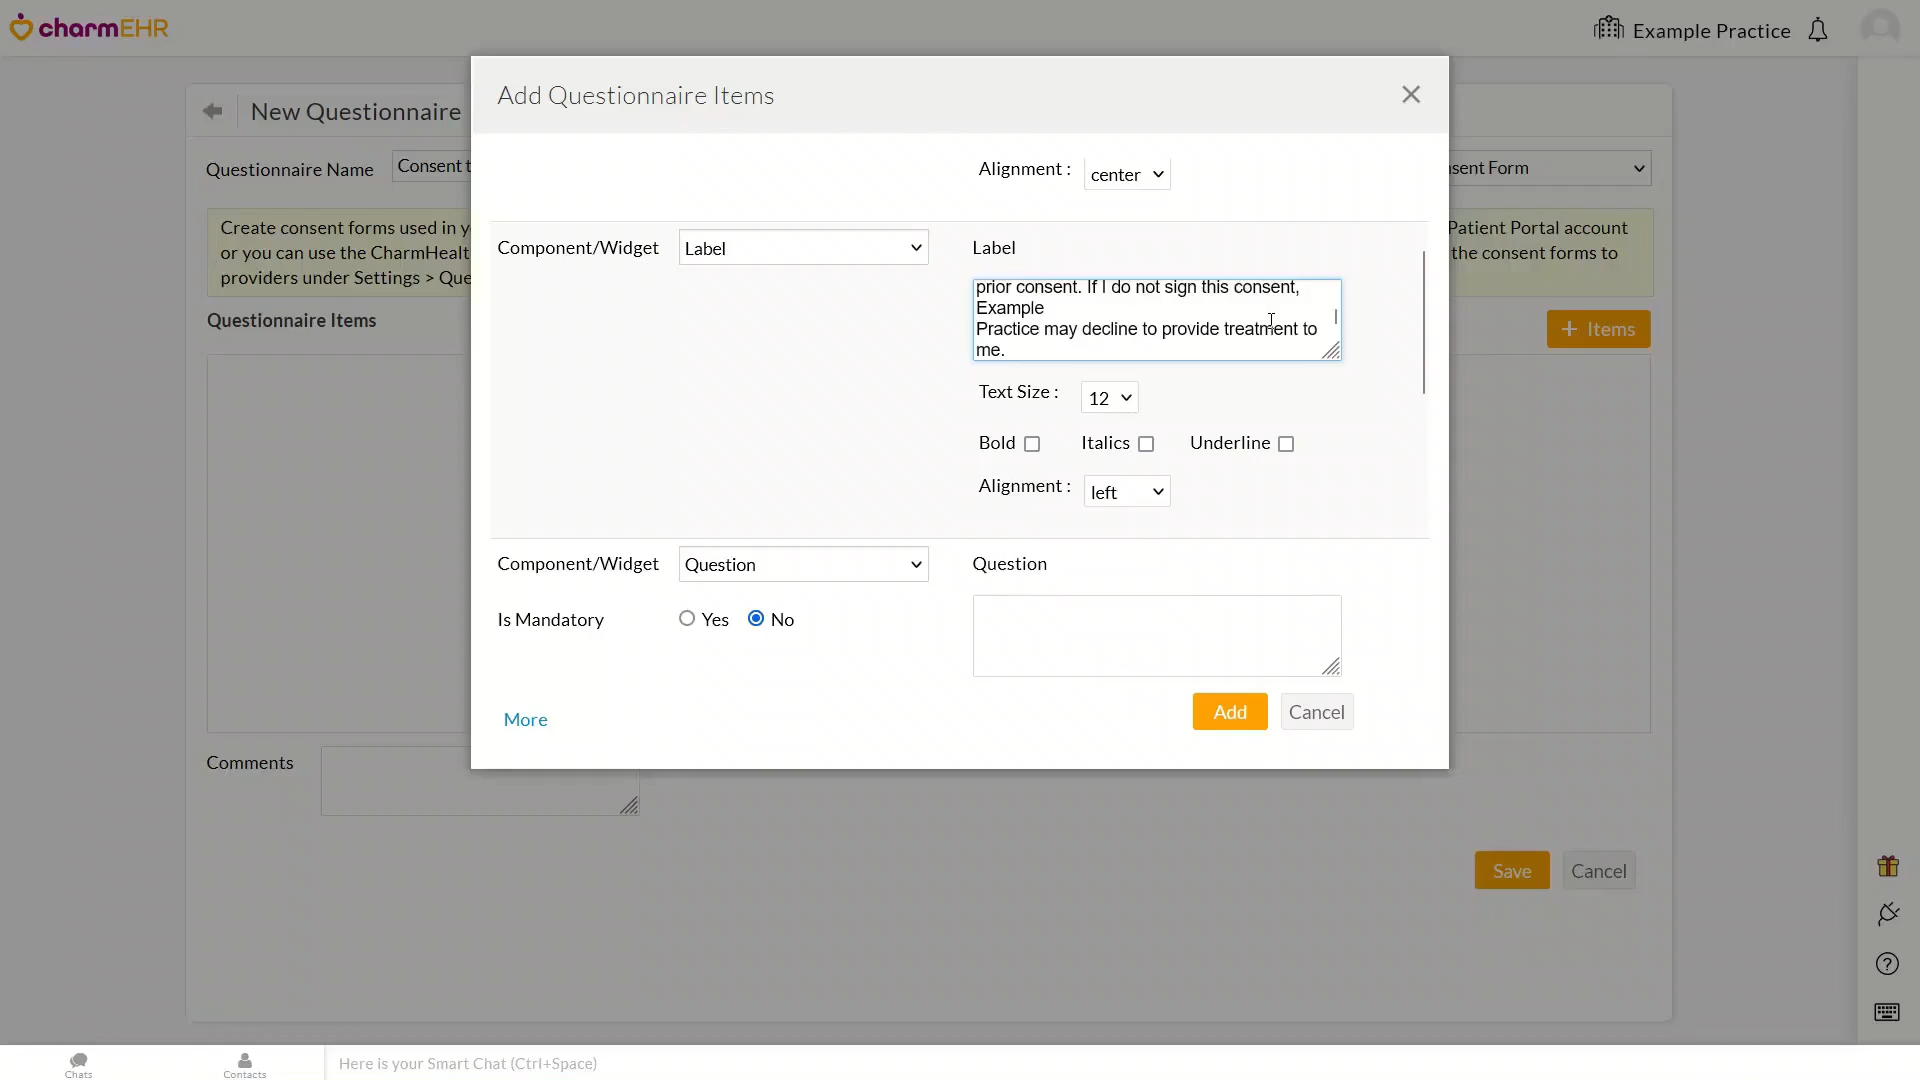 charmEHR
Example Practice
Add Questionnaire Items
New Questionnaire
Alignment : center
Questionnaire Name
Consent t
sent Form
Create consent forms used in y
Patient Portal account
or you can use the CharmHealt
the consent forms to
providers under Settings > Que
Component/Widget Label
Label
prior consent. If I do not sign this consent,
Example
Practice may decline to provide treatment to
me.
Questionnaire Items
+ Items
Text Size : 12
Bold Italics Underline
Alignment : left
Component/Widget Question
Question
Is Mandatory Yes No
More
Add Cancel
Comments
Save Cancel
Chats
Contacts
Here is your Smart Chat (Ctrl+Space)